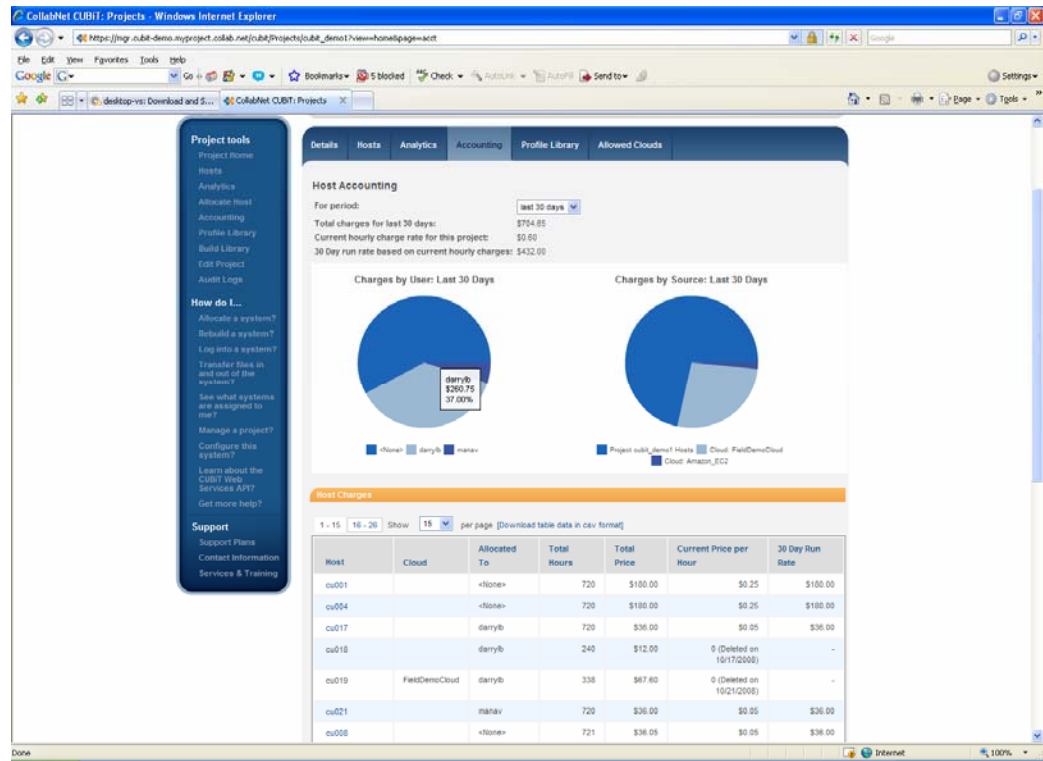 CollabNet CUBiT: Projects - Windows Internet Explorer
https://mgr.cubit-demo.myproject.collab.net/cubit/Projects/cubit_demo1?view=home&page=acct
Google
File Edit View Favorites Tools Help
Google G Go Bookmarks 5 blocked Check AutoLink AutoFill Send to Settings
desktop-vs: Download and S... CollabNet CUBiT: Projects X Page Tools »
Project tools
Project Home
Hosts
Analytics
Allocate Host
Accounting
Profile Library
Build Library
Edit Project
Audit Logs
How do I...
Allocate a system?
Rebuild a system?
Log into a system?
Transfer files in
and out of the
system?
See what systems
are assigned to
me?
Manage a project?
Configure this
system?
Learn about the
CUBiT Web
Services API?
Get more help?
Support
Support Plans
Contact Information
Services & Training
Details Hosts Analytics Accounting Profile Library Allowed Clouds
Host Accounting
For period: last 30 days
Total charges for last 30 days: $704.65
Current hourly charge rate for this project: $0.60
30 Day run rate based on current hourly charges: $432.00
Charges by User: Last 30 Days
darrylb
$260.75
37.00%
<None> darrylb manav
Charges by Source: Last 30 Days
Project cubit_demo1 Hosts Cloud: FieldDemoCloud
Cloud: Amazon_EC2
Host Charges
1 - 15 16 - 26 Show 15 per page [Download table data in csv format]
Host Cloud Allocated To Total Hours Total Price Current Price per Hour 30 Day Run Rate
cu001 <None> 720 $180.00 $0.25 $180.00
cu004 <None> 720 $180.00 $0.25 $180.00
cu017 darrylb 720 $36.00 $0.05 $36.00
cu018 darrylb 240 $12.00 0 (Deleted on 10/17/2008) -
cu019 FieldDemoCloud darrylb 338 $67.60 0 (Deleted on 10/21/2008) -
cu021 manav 720 $36.00 $0.05 $36.00
cu008 <None> 721 $36.05 $0.05 $36.00
Done Internet 100%